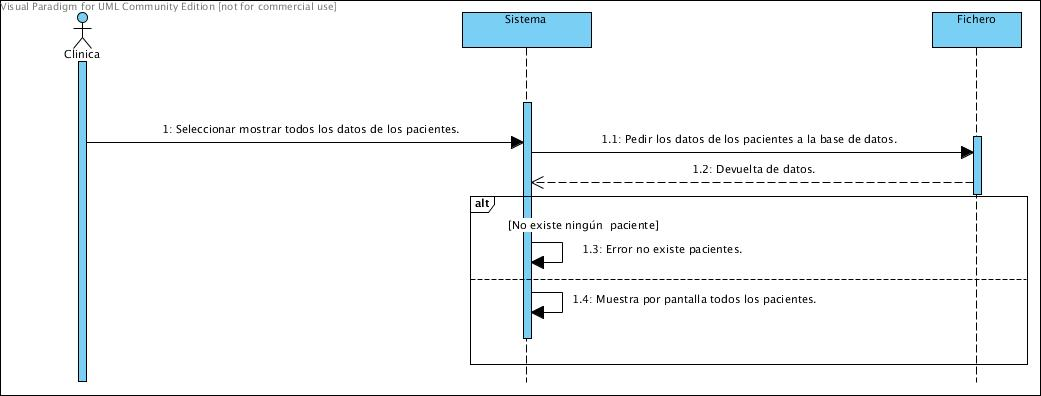 Visual Paradigm for UML Community Edition [not for commercial use]
Sistema
Fichero
Clinica
1: Seleccionar mostrar todos los datos de los pacientes.
1.1: Pedir los datos de los pacientes a la base de datos.
1.2: Devuelta de datos.
alt
[No existe ningún paciente]
1.3: Error no existe pacientes.
1.4: Muestra por pantalla todos los pacientes.